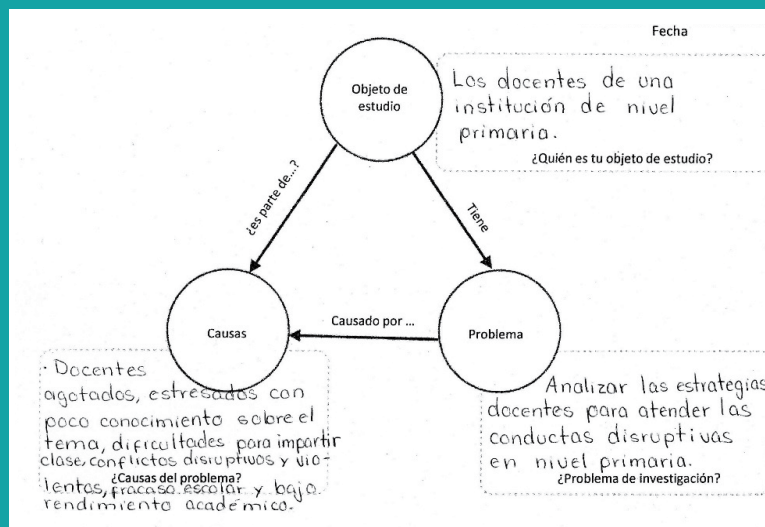 Fecha
Objeto de
estudio
Los docentes de una
institución de nivel
primaria.
¿Quién es tu objeto de estudio?
¿es parte de...?
Tiene
Causas
Causado por ...
Problema
· Docentes
agotados, estresados con
poco conocimiento sobre el
tema, dificultades para impartir
clase, conflictos disruptivos y vio-
¿Causas del problema?
lentos, fracaso escolar y bajo
rendimiento académico.
Analizar las estrategias
docentes para atender las
conductas disruptivas
en nivel primaria.
¿Problema de investigación?